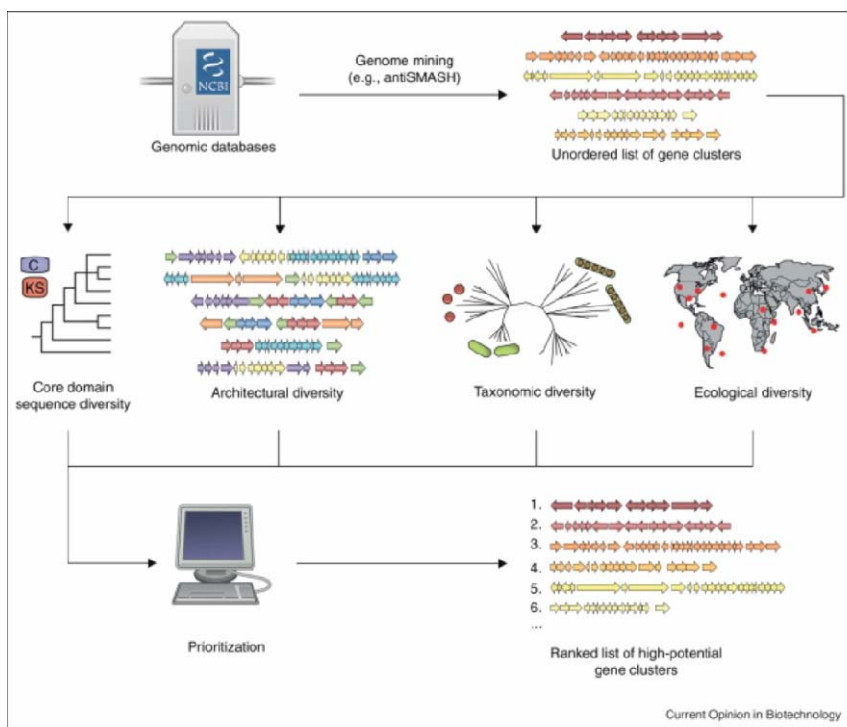 NCBI
Genomic databases
Genome mining
(e.g., antiSMASH)
Unordered list of gene clusters
C
KS
Core domain
sequence diversity
Architectural diversity
Taxonomic diversity
Ecological diversity
Prioritization
1.
2.
3.
4.
5.
6.
...
Ranked list of high-potential
gene clusters
Current Opinion in Biotechnology